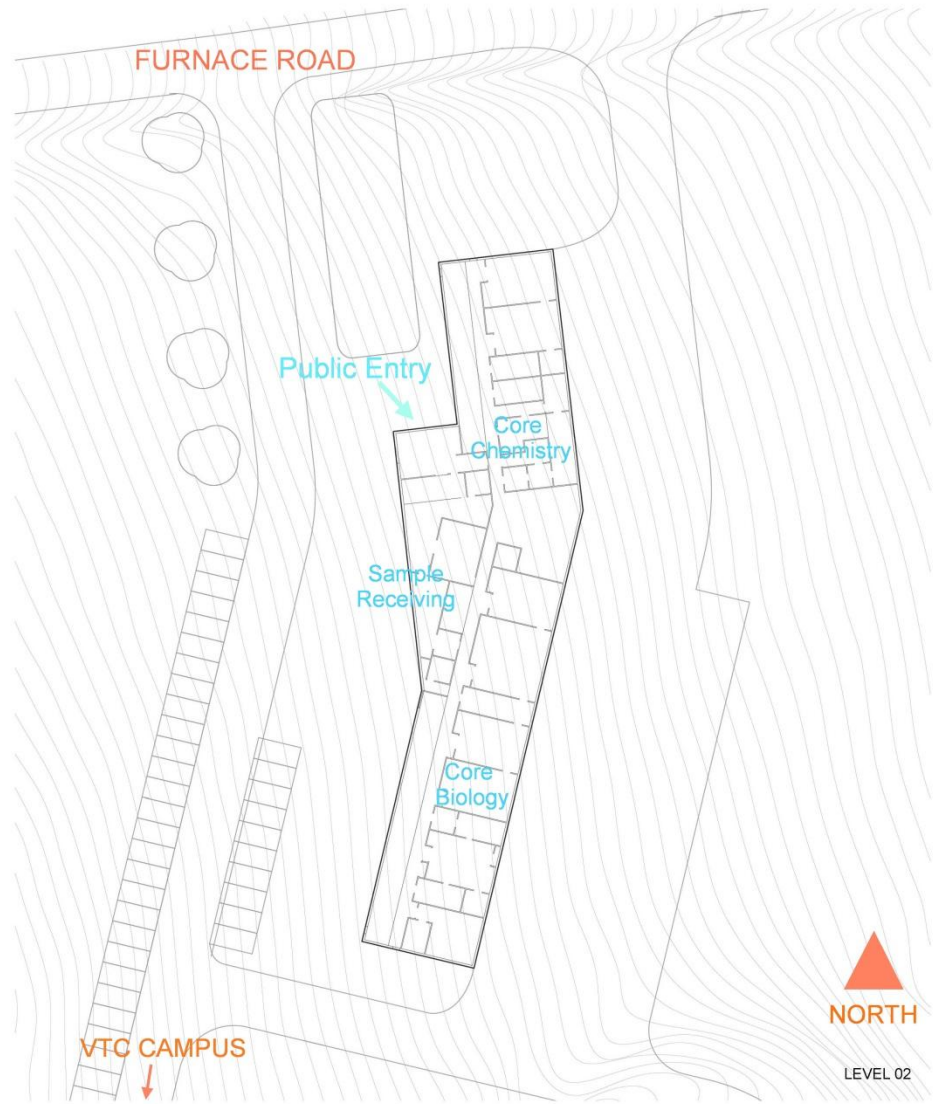 FURNACE ROAD
Public Entry
Core
Chemistry
Sample
Receiving
Core
Biology
NORTH
VTC CAMPUS
LEVEL 02